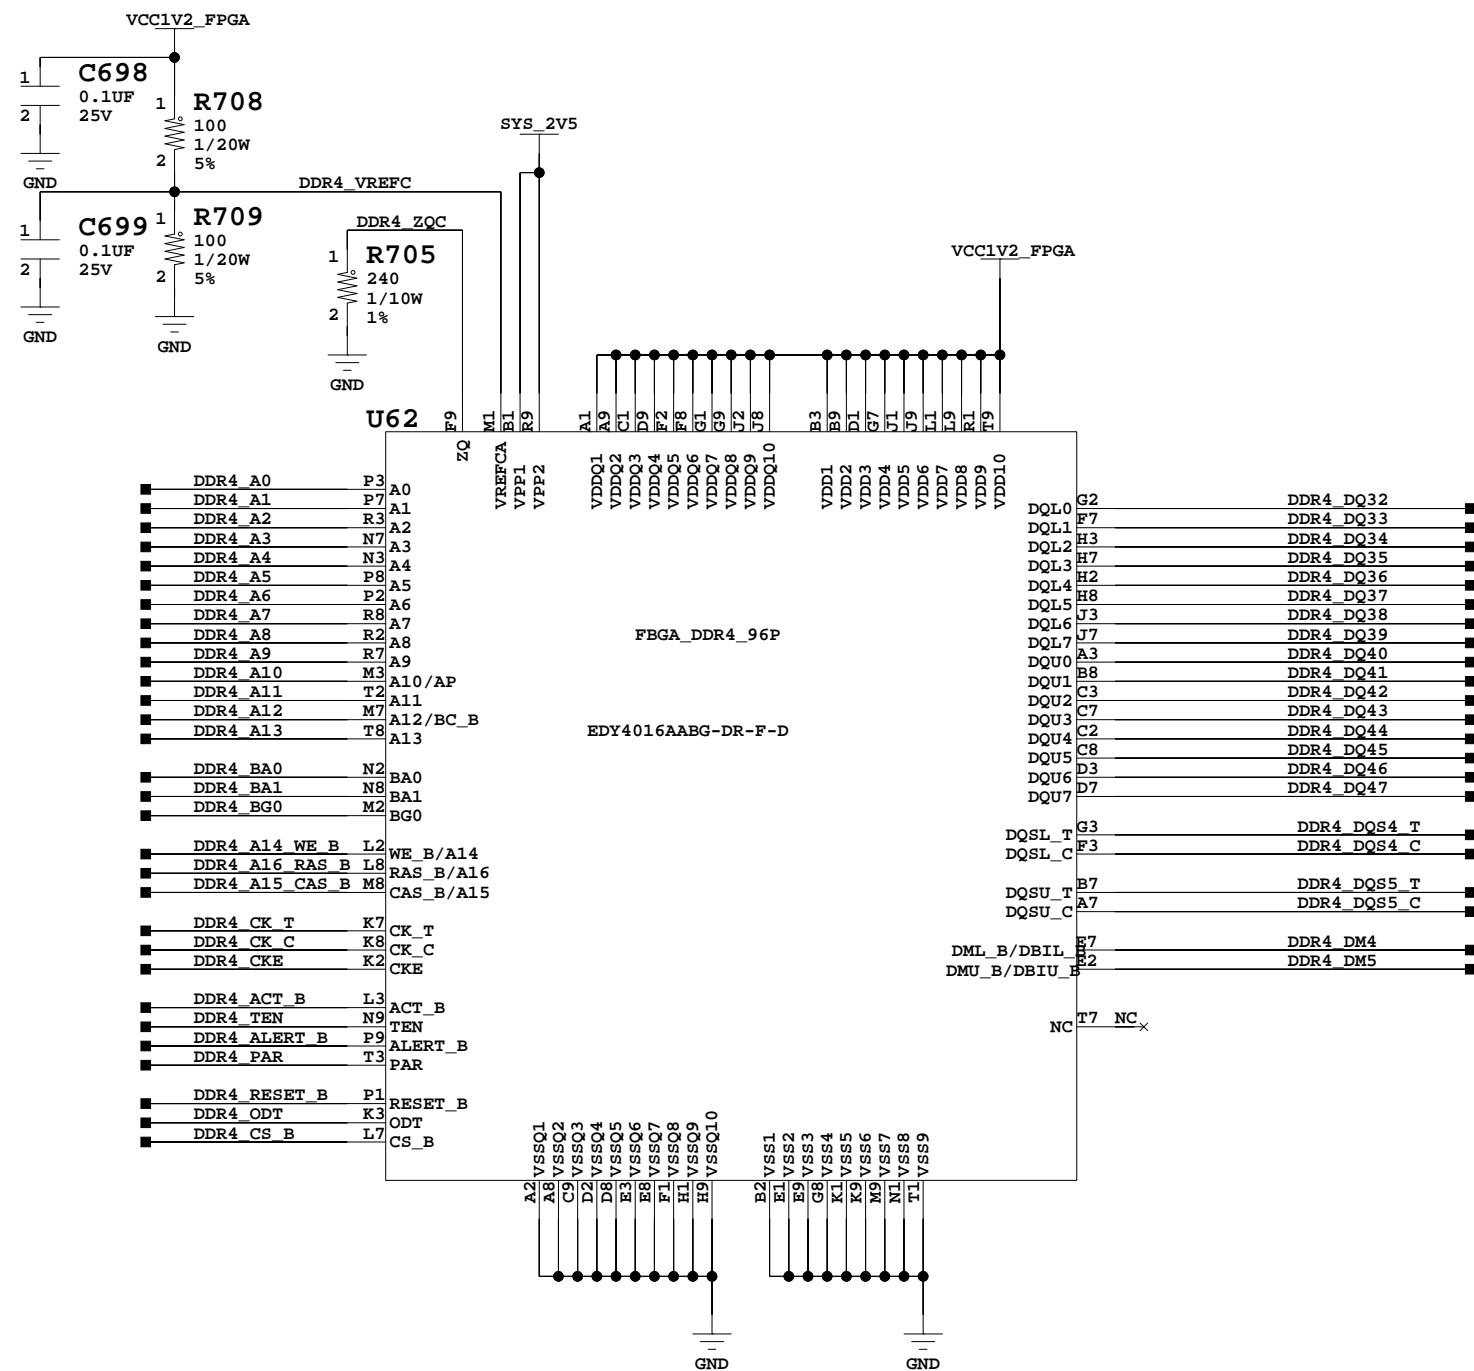 VCC1V2_FPGA
1
C698
0.1UF
25V
2
GND
1
R708
100
1/20W
5%
2
DDR4_VREFC
1
C699
0.1UF
25V
2
GND
1
R709
100
1/20W
5%
2
GND
SYS_2V5
DDR4_ZQC
1
R705
240
1/10W
1%
2
GND
VCC1V2_FPGA
U62
F9 ZQ
M1 VREFCA
B1 VPP1
R9 VPP2
A1 VDDQ1
A9 VDDQ2
C1 VDDQ3
D9 VDDQ4
F2 VDDQ5
F8 VDDQ6
G1 VDDQ7
G9 VDDQ8
J2 VDDQ9
J8 VDDQ10
B3 VDD1
B9 VDD2
D1 VDD3
G7 VDD4
J1 VDD5
J9 VDD6
L1 VDD7
L9 VDD8
R1 VDD9
T9 VDD10
DDR4_A0 P3 A0
DDR4_A1 P7 A1
DDR4_A2 R3 A2
DDR4_A3 N7 A3
DDR4_A4 N3 A4
DDR4_A5 P8 A5
DDR4_A6 P2 A6
DDR4_A7 R8 A7
DDR4_A8 R2 A8
DDR4_A9 R7 A9
DDR4_A10 M3 A10/AP
DDR4_A11 T2 A11
DDR4_A12 M7 A12/BC_B
DDR4_A13 T8 A13
DDR4_BA0 N2 BA0
DDR4_BA1 N8 BA1
DDR4_BG0 M2 BG0
DDR4_A14_WE_B L2 WE_B/A14
DDR4_A16_RAS_B L8 RAS_B/A16
DDR4_A15_CAS_B M8 CAS_B/A15
DDR4_CK_T K7 CK_T
DDR4_CK_C K8 CK_C
DDR4_CKE K2 CKE
DDR4_ACT_B L3 ACT_B
DDR4_TEN N9 TEN
DDR4_ALERT_B P9 ALERT_B
DDR4_PAR T3 PAR
DDR4_RESET_B P1 RESET_B
DDR4_ODT K3 ODT
DDR4_CS_B L7 CS_B
FBGA_DDR4_96P
EDY4016AABG-DR-F-D
DQL0 G2 DDR4_DQ32
DQL1 F7 DDR4_DQ33
DQL2 H3 DDR4_DQ34
DQL3 H7 DDR4_DQ35
DQL4 H2 DDR4_DQ36
DQL5 H8 DDR4_DQ37
DQL6 J3 DDR4_DQ38
DQL7 J7 DDR4_DQ39
DQU0 A3 DDR4_DQ40
DQU1 B8 DDR4_DQ41
DQU2 C3 DDR4_DQ42
DQU3 C7 DDR4_DQ43
DQU4 C2 DDR4_DQ44
DQU5 C8 DDR4_DQ45
DQU6 D3 DDR4_DQ46
DQU7 D7 DDR4_DQ47
DQSL_T G3 DDR4_DQS4_T
DQSL_C F3 DDR4_DQS4_C
DQSU_T B7 DDR4_DQS5_T
DQSU_C A7 DDR4_DQS5_C
DML_B/DBIL_B E7 DDR4_DM4
DMU_B/DBIU_B E2 DDR4_DM5
NC T7 NC
A2 VSSQ1
A8 VSSQ2
C9 VSSQ3
D2 VSSQ4
D8 VSSQ5
E3 VSSQ6
E8 VSSQ7
F1 VSSQ8
H1 VSSQ9
H9 VSSQ10
B2 VSS1
E1 VSS2
E9 VSS3
G8 VSS4
K1 VSS5
K9 VSS6
M9 VSS7
N1 VSS8
T1 VSS9
GND
GND